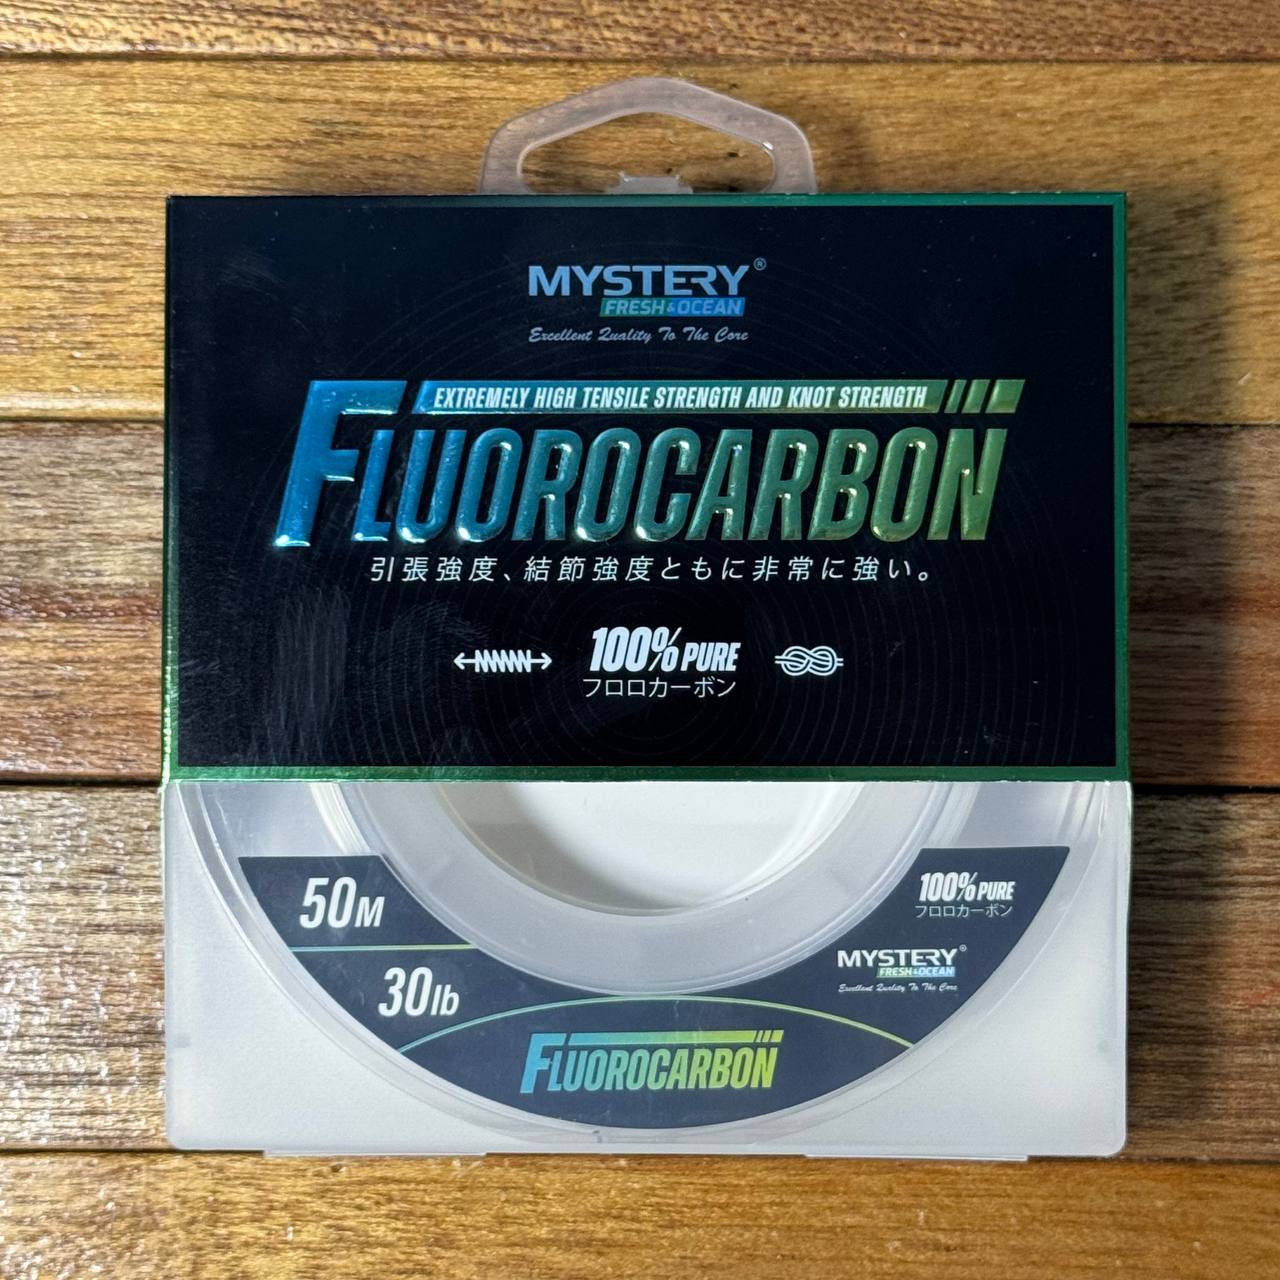 MYSTERY®
FRESH & OCEAN
Excellent Quality To The Core
EXTREMELY HIGH TENSILE STRENGTH AND KNOT STRENGTH
FLUOROCARBON
引張強度、結節強度ともに非常に強い。
100% PURE
フロロカーボン
50M
30lb
100% PURE
フロロカーボン
MYSTERY®
FRESH & OCEAN
Excellent Quality To The Core
FLUOROCARBON